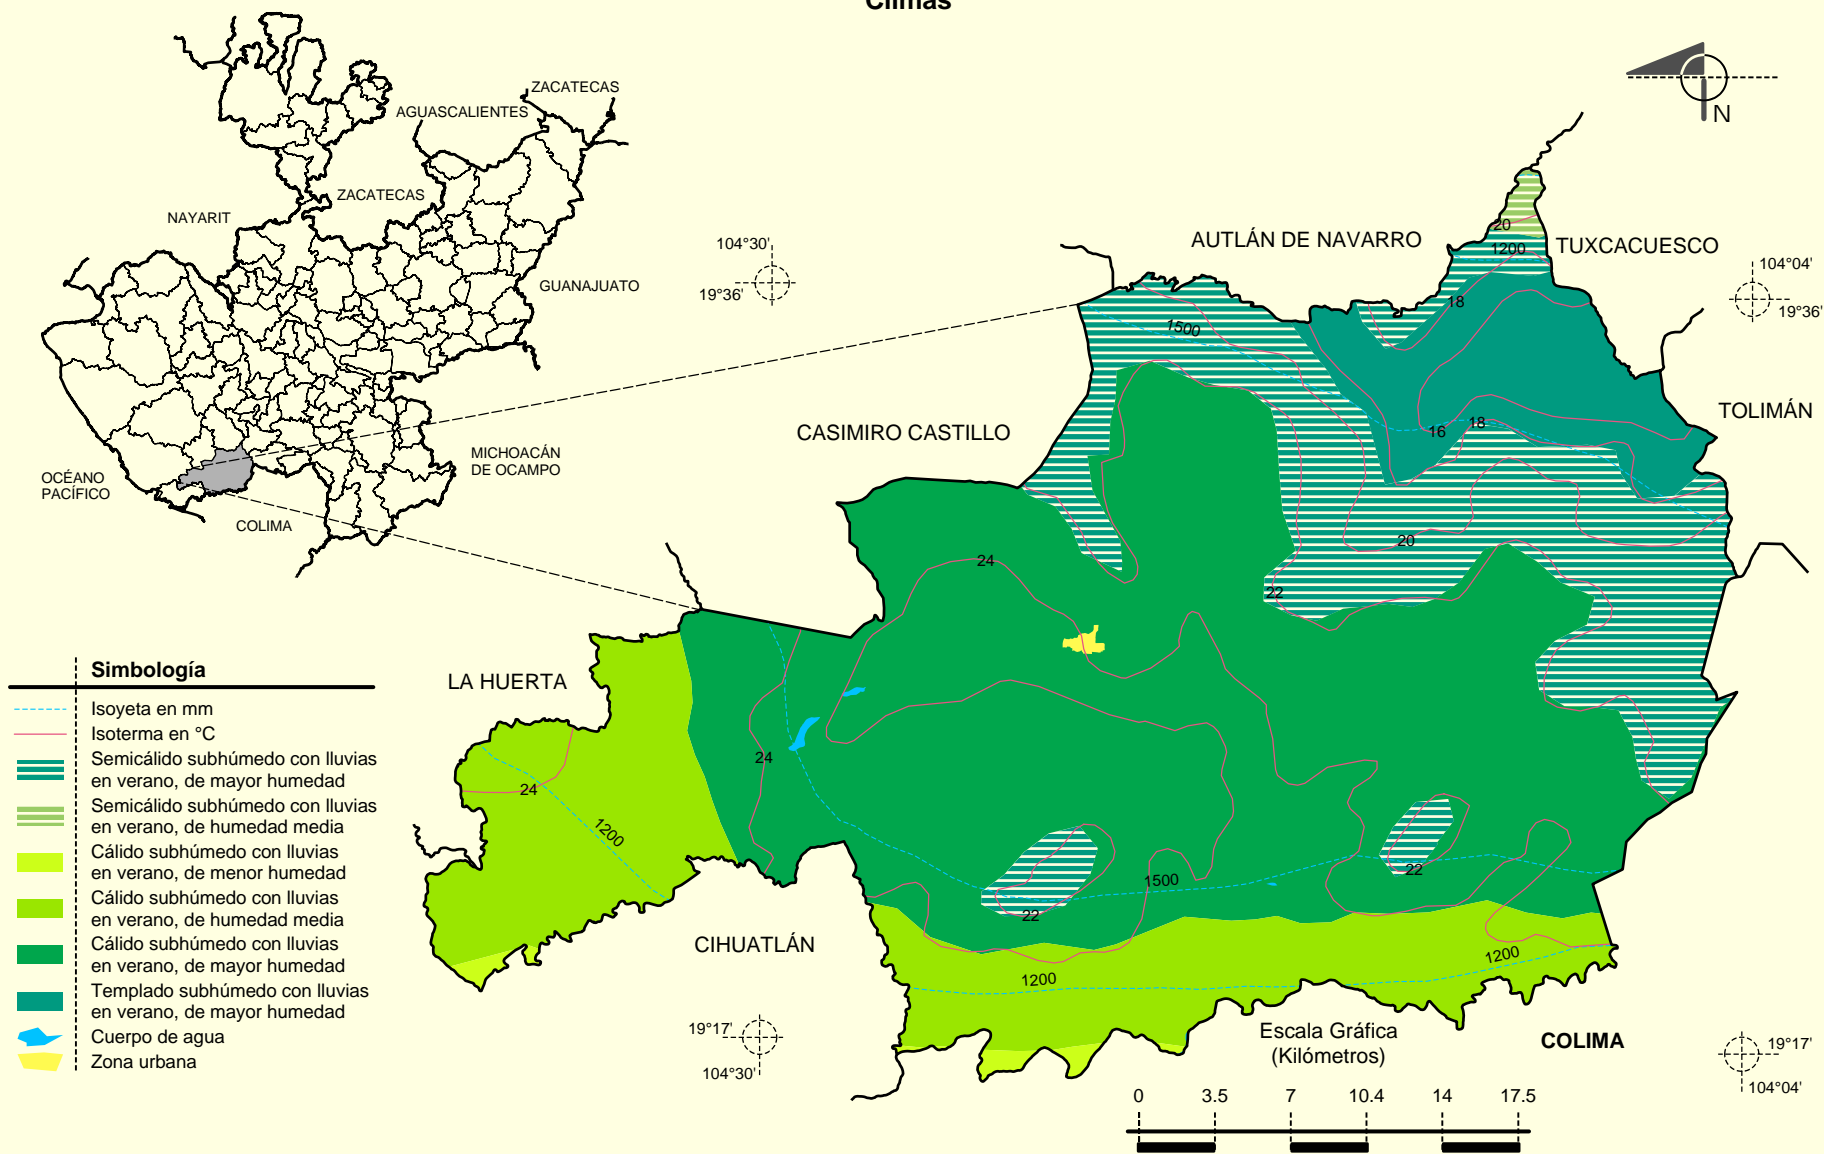 Climas
ZACATECAS
AGUASCALIENTES
ZACATECAS
NAYARIT
GUANAJUATO
MICHOACÁN
DE OCAMPO
OCÉANO
PACÍFICO
COLIMA
N
104°30'
19°36'
104°04'
19°36'
AUTLÁN DE NAVARRO
TUXCACUESCO
TOLIMÁN
CASIMIRO CASTILLO
LA HUERTA
CIHUATLÁN
COLIMA
20
1200
18
1500
16
18
20
22
24
24
24
1200
22
1500
22
1200
1200
Simbología
Isoyeta en mm
Isoterma en °C
Semicálido subhúmedo con lluvias
en verano, de mayor humedad
Semicálido subhúmedo con lluvias
en verano, de humedad media
Cálido subhúmedo con lluvias
en verano, de menor humedad
Cálido subhúmedo con lluvias
en verano, de humedad media
Cálido subhúmedo con lluvias
en verano, de mayor humedad
Templado subhúmedo con lluvias
en verano, de mayor humedad
Cuerpo de agua
Zona urbana
19°17'
104°30'
19°17'
104°04'
Escala Gráfica
(Kilómetros)
0 3.5 7 10.4 14 17.5